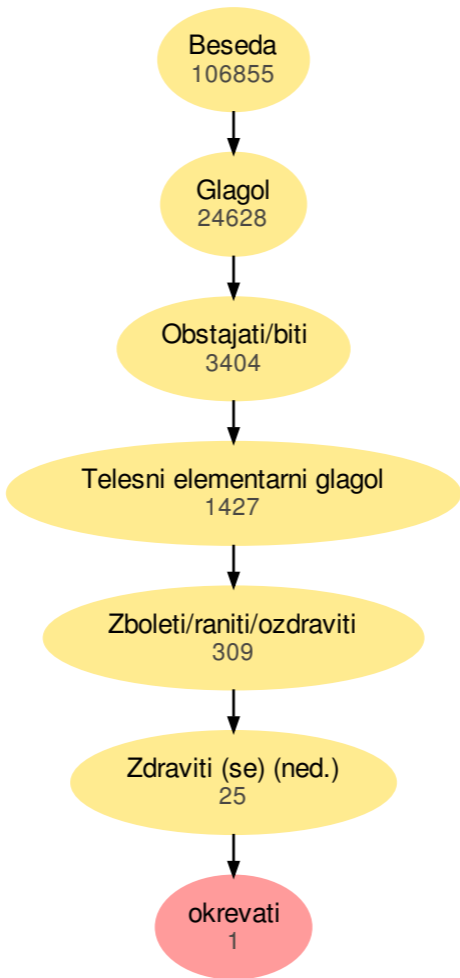 Beseda
106855
Glagol
24628
Obstajati/biti
3404
Telesni elementarni glagol
1427
Zboleti/raniti/ozdraviti
309
Zdraviti (se) (ned.)
25
okrevati
1